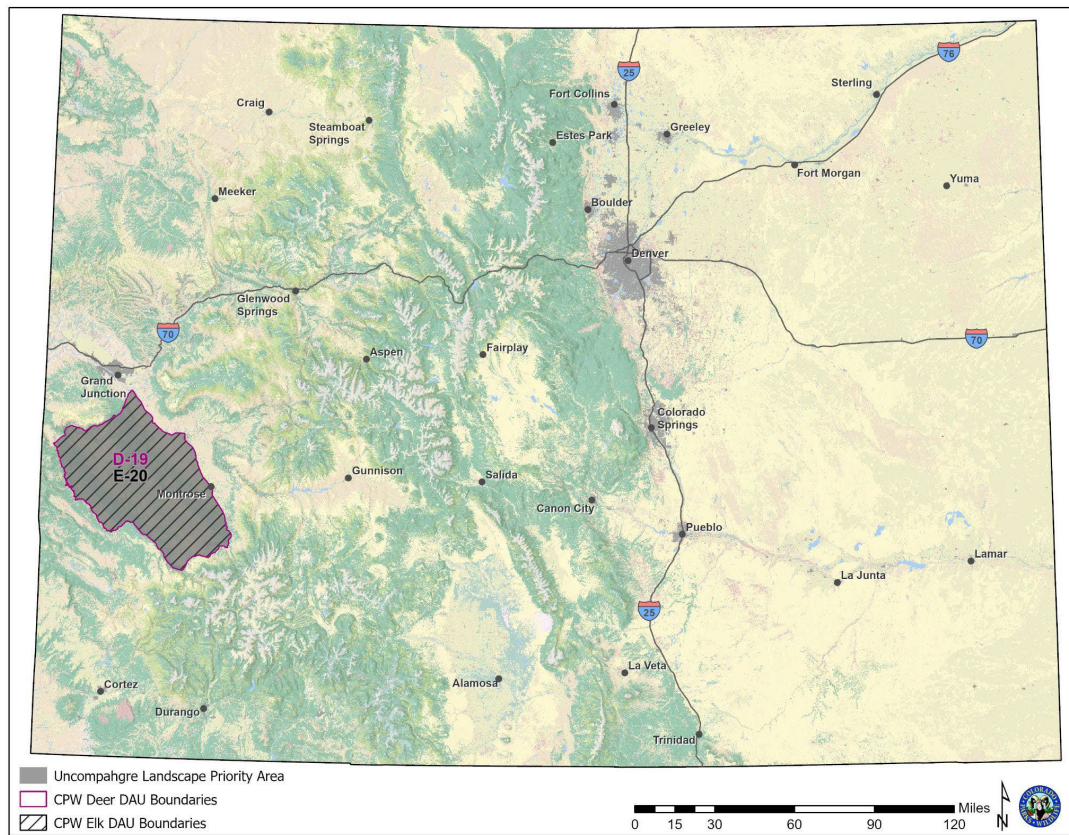 76
25
Sterling
Craig
Fort Collins
Steamboat
Springs
Greeley
Estes Park
Fort Morgan
Meeker
Yuma
Boulder
Denver
Glenwood
Springs
70
70
Aspen
Fairplay
Grand
Junction
Colorado
Springs
D-19
E-20
Gunnison
Salida
Montrose
Canon City
Pueblo
Lamar
La Junta
25
La Veta
Cortez
Alamosa
Durango
Trinidad
Uncompahgre Landscape Priority Area
CPW Deer DAU Boundaries
CPW Elk DAU Boundaries
Miles
0 15 30 60 90 120
N
COLORADO
PARKS
WILDLIFE